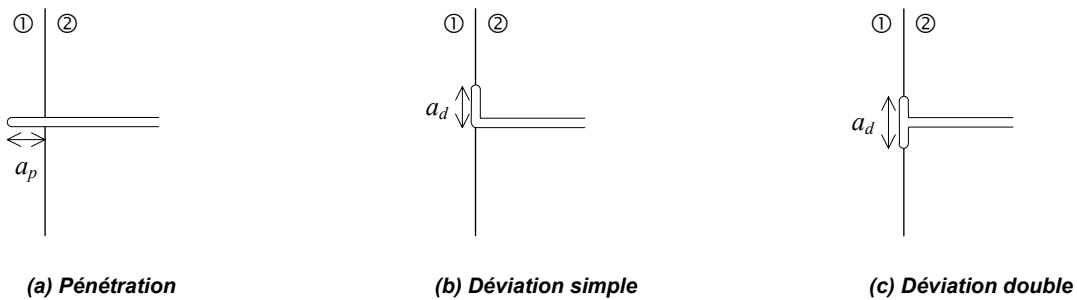 ① ② ① ② ① ②
a_d a_d
a_p
(a) Pénétration (b) Déviation simple (c) Déviation double